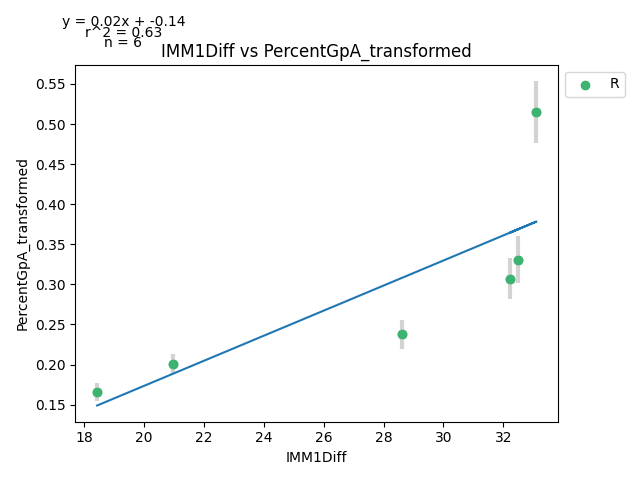 y = 0.02x + -0.14
r^2 = 0.63
n = 6
IMM1Diff vs PercentGpA_transformed
R
PercentGpA_transformed
0.55
0.50
0.45
0.40
0.35
0.30
0.25
0.20
0.15
18 20 22 24 26 28 30 32
IMM1Diff